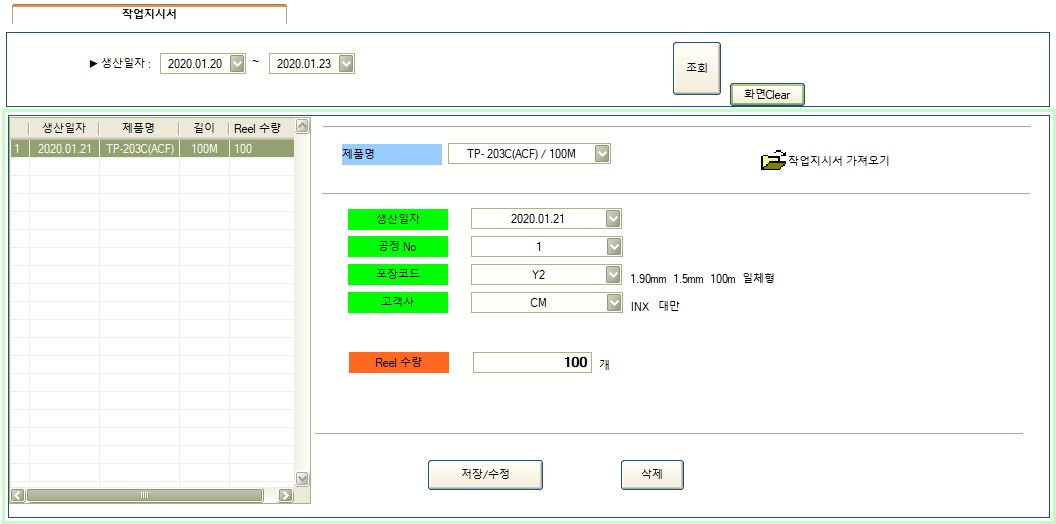 작업지시서
▶ 생산일자 : 2020.01.20 ~ 2020.01.23 조회
화면Clear
생산일자 제품명 길이 Reel 수량
1 2020.01.21 TP-203C(ACF) 100M 100
제품명 TP- 203C(ACF) / 100M 작업지시서 가져오기
생산일자 2020.01.21
공정 No 1
포장코드 Y2 1.90mm 1.5mm 100m 일체형
고객사 CM INX 대만
Reel 수량 100 개
저장/수정 삭제